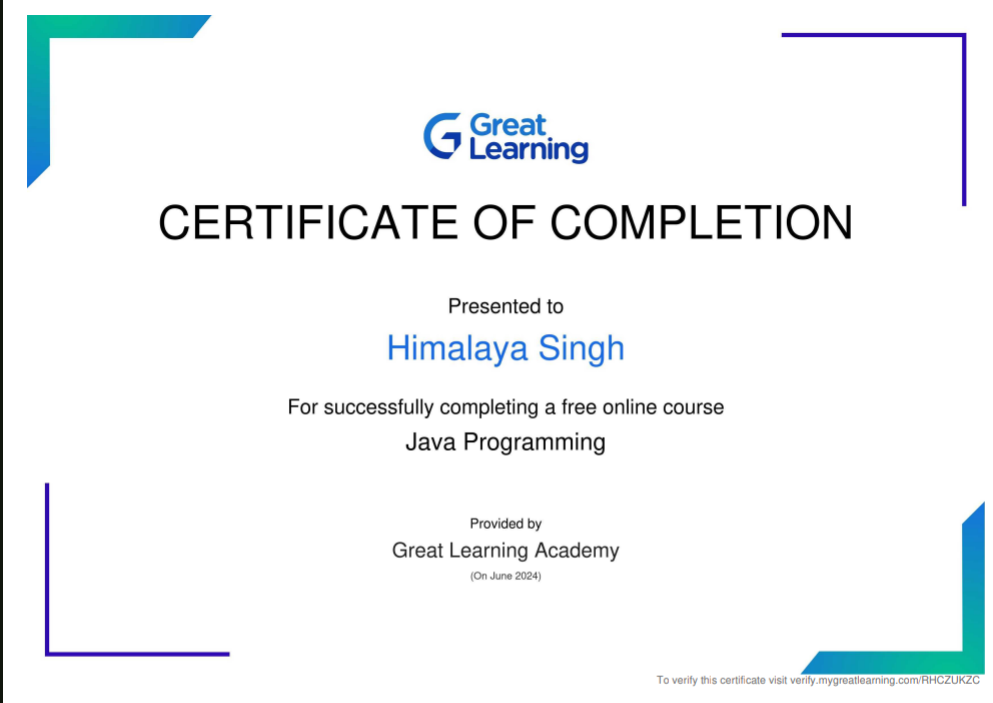 Great
Learning
CERTIFICATE OF COMPLETION
Presented to
Himalaya Singh
For successfully completing a free online course
Java Programming
Provided by
Great Learning Academy
(On June 2024)
To verify this certificate visit verify.mygreatlearning.com/RHCZUKZC